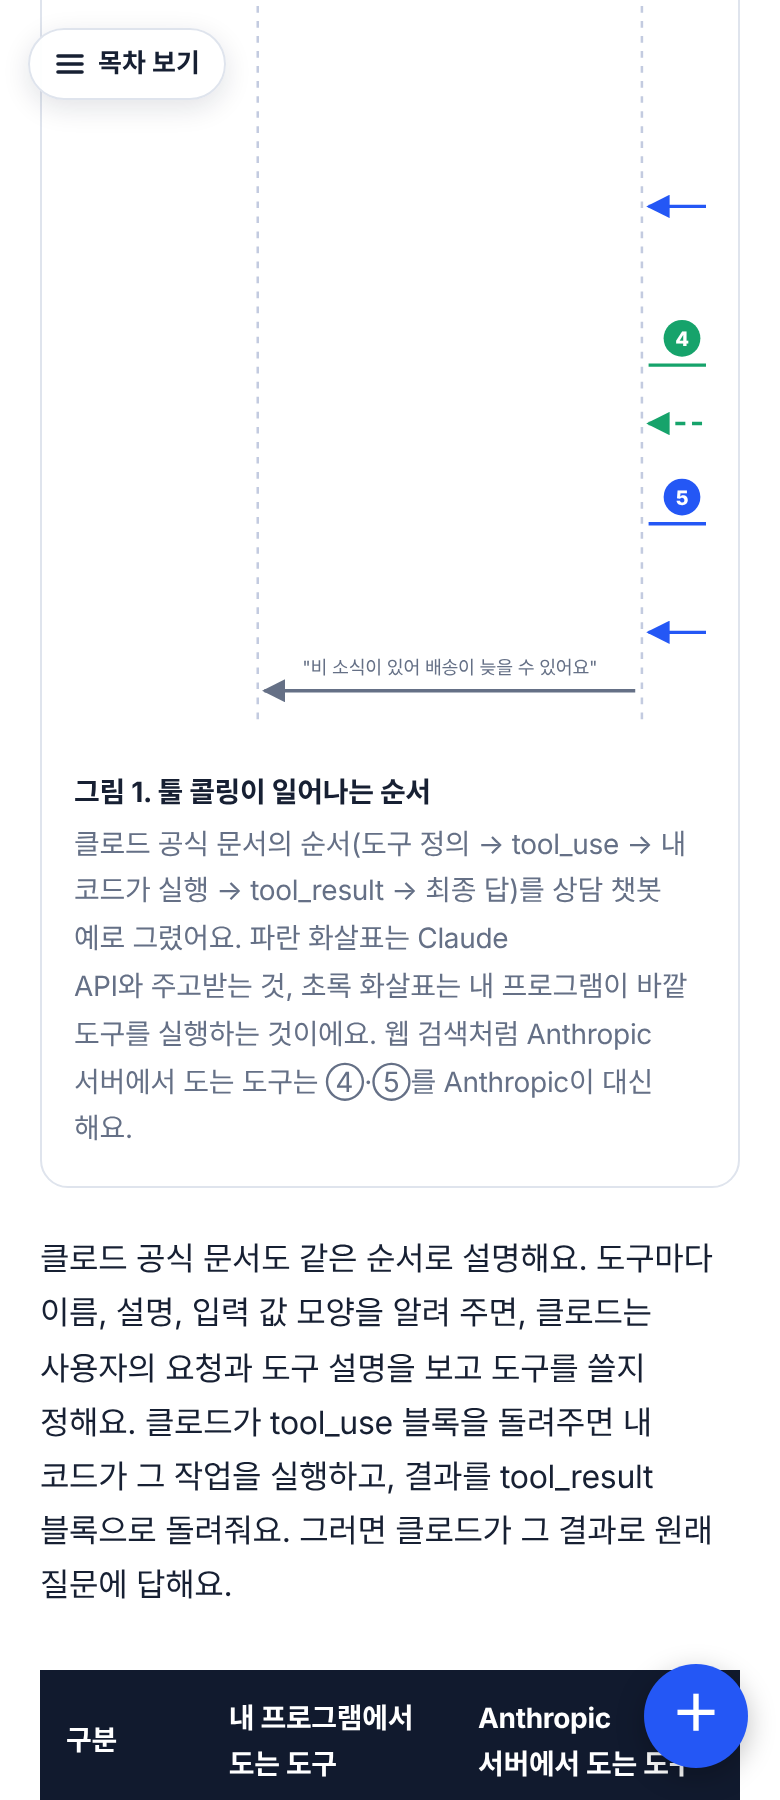 목차 보기
4
5
"비 소식이 있어 배송이 늦을 수 있어요"
그림 1. 툴 콜링이 일어나는 순서
클로드 공식 문서의 순서(도구 정의 → tool_use → 내
코드가 실행 → tool_result → 최종 답)를 상담 챗봇
예로 그렸어요. 파란 화살표는 Claude
API와 주고받는 것, 초록 화살표는 내 프로그램이 바깥
도구를 실행하는 것이에요. 웹 검색처럼 Anthropic
서버에서 도는 도구는 ④·⑤를 Anthropic이 대신
해요.
클로드 공식 문서도 같은 순서로 설명해요. 도구마다
이름, 설명, 입력 값 모양을 알려 주면, 클로드는
사용자의 요청과 도구 설명을 보고 도구를 쓸지
정해요. 클로드가 tool_use 블록을 돌려주면 내
코드가 그 작업을 실행하고, 결과를 tool_result
블록으로 돌려줘요. 그러면 클로드가 그 결과로 원래
질문에 답해요.
구분
내 프로그램에서
도는 도구
Anthropic
서버에서 도는 도구